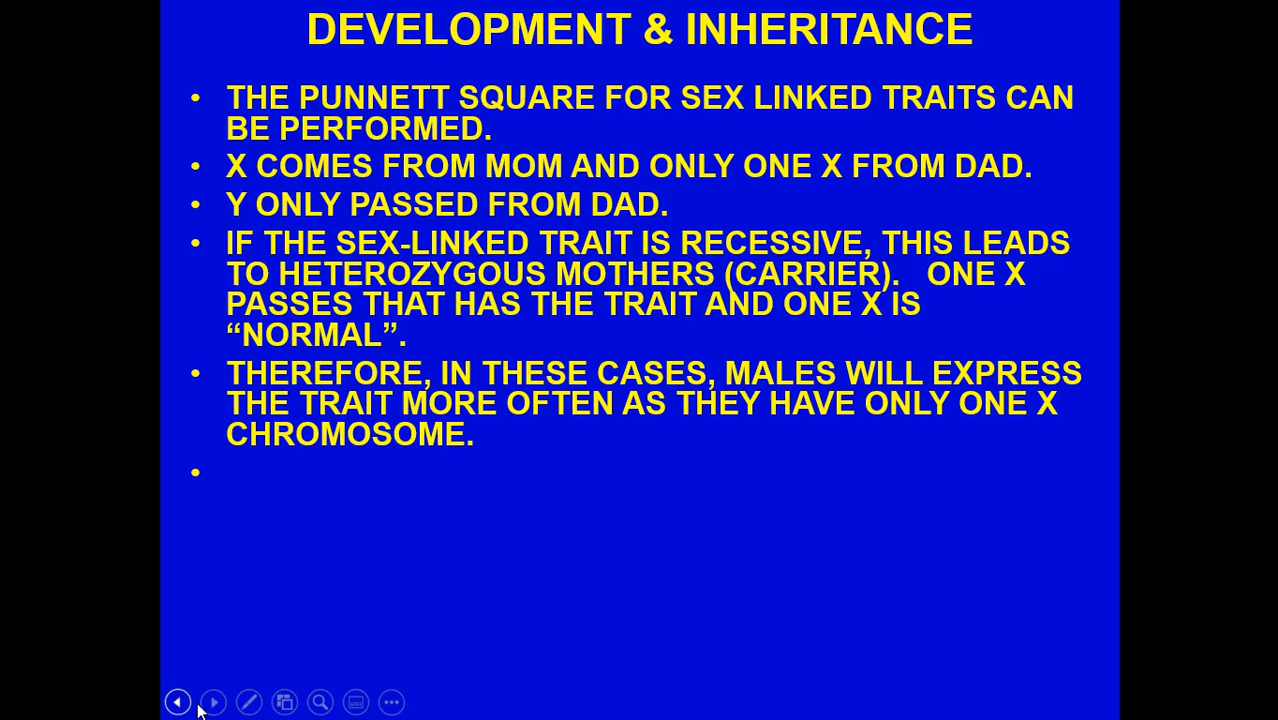 DEVELOPMENT & INHERITANCE
• THE PUNNETT SQUARE FOR SEX LINKED TRAITS CAN
BE PERFORMED.
• X COMES FROM MOM AND ONLY ONE X FROM DAD.
• Y ONLY PASSED FROM DAD.
• IF THE SEX-LINKED TRAIT IS RECESSIVE, THIS LEADS
TO HETEROZYGOUS MOTHERS (CARRIER).   ONE X
PASSES THAT HAS THE TRAIT AND ONE X IS
“NORMAL”.
• THEREFORE, IN THESE CASES, MALES WILL EXPRESS
THE TRAIT MORE OFTEN AS THEY HAVE ONLY ONE X
CHROMOSOME.
•